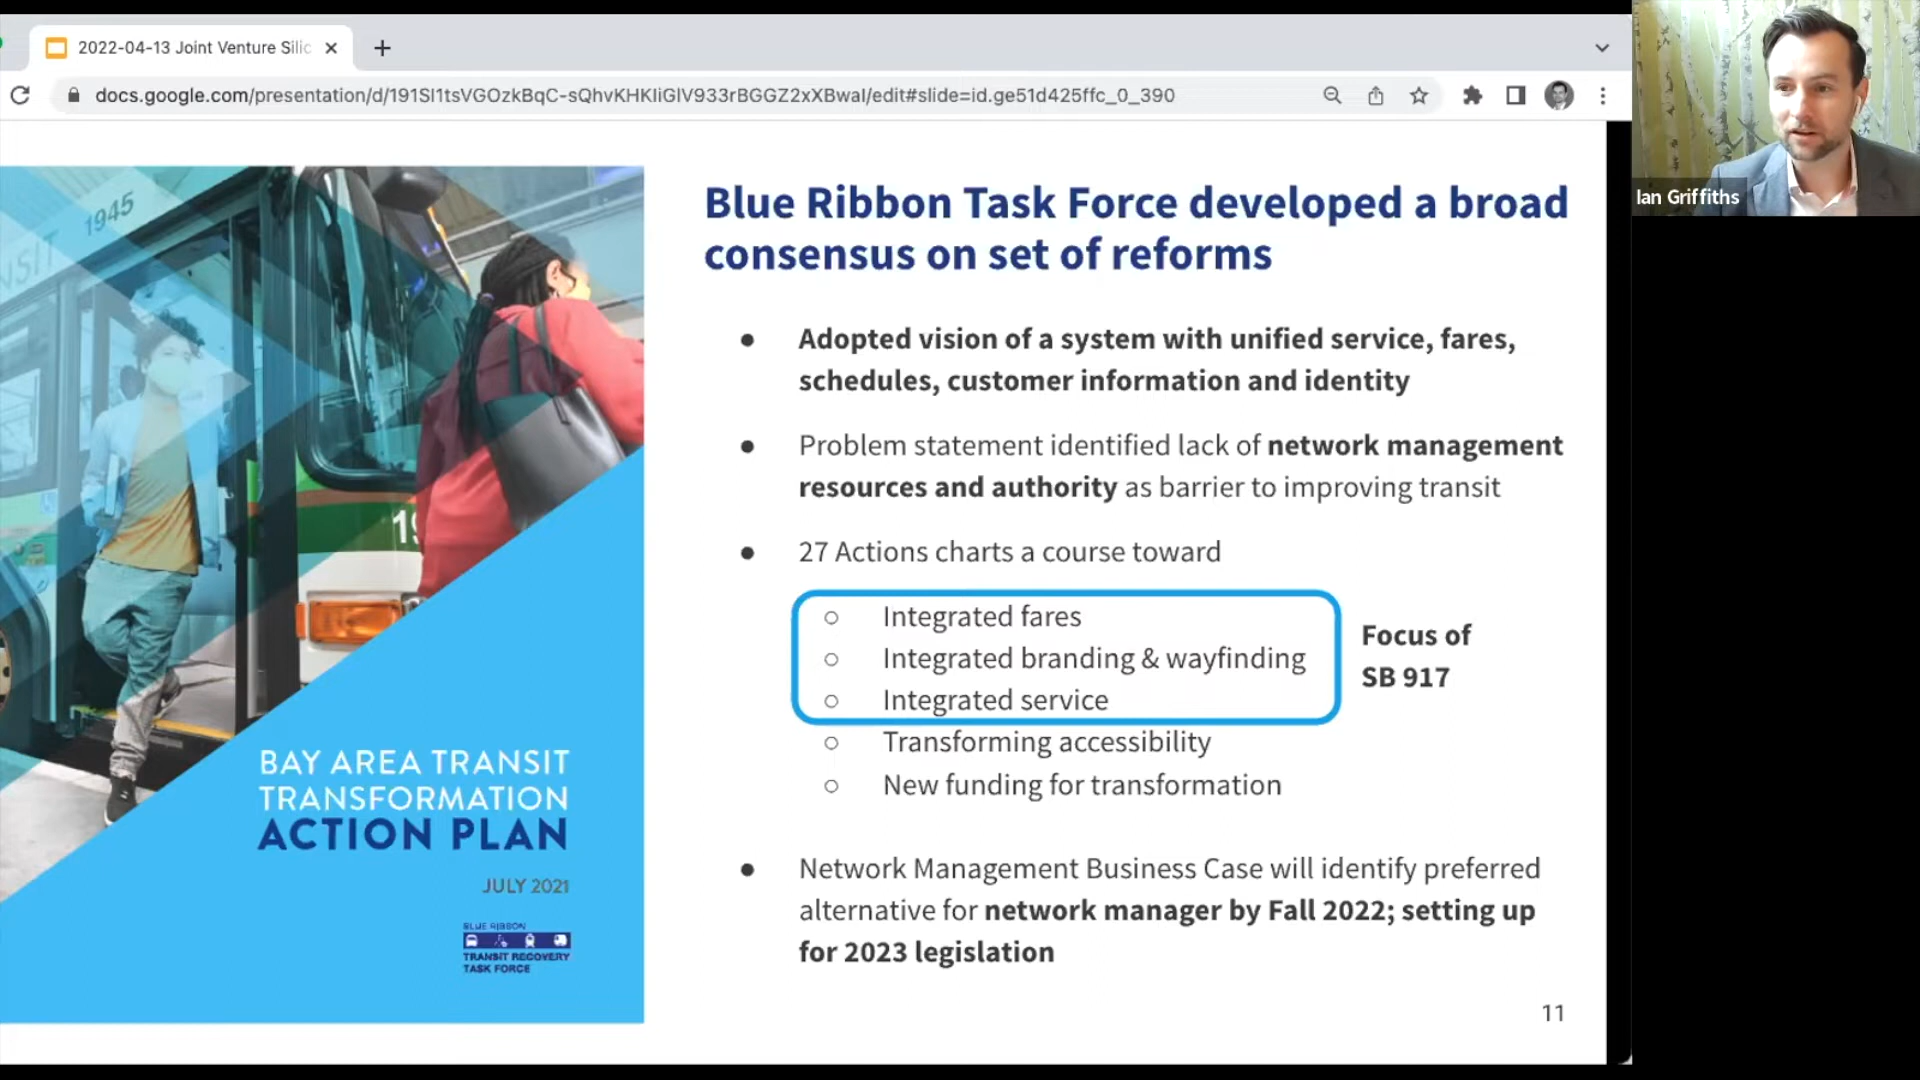 2022-04-13 Joint Venture Silic
docs.google.com/presentation/d/191SI1tsVGOzkBqC-sQhvKHKIiGIV933rBGGZ2xXBwaI/edit#slide=id.ge51d425ffc_0_390
Ian Griffiths
1945
NSIT
19
BAY AREA TRANSIT
TRANSFORMATION
ACTION PLAN
JULY 2021
BLUE RIBBON
TRANSIT RECOVERY
TASK FORCE
Blue Ribbon Task Force developed a broad
consensus on set of reforms
● Adopted vision of a system with unified service, fares,
schedules, customer information and identity
● Problem statement identified lack of network management
resources and authority as barrier to improving transit
● 27 Actions charts a course toward
○ Integrated fares
○ Integrated branding & wayfinding
○ Integrated service
Focus of
SB 917
○ Transforming accessibility
○ New funding for transformation
● Network Management Business Case will identify preferred
alternative for network manager by Fall 2022; setting up
for 2023 legislation
11